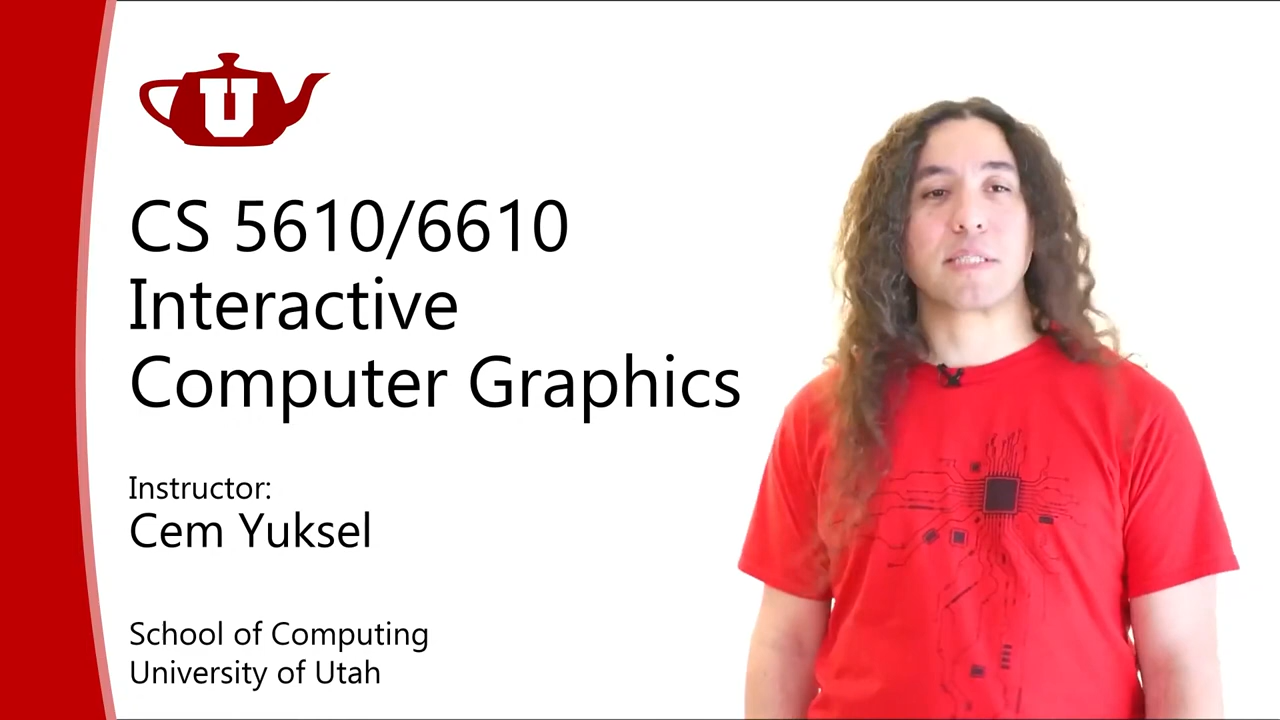 U
CS 5610/6610
Interactive
Computer Graphics
Instructor:
Cem Yuksel
School of Computing
University of Utah